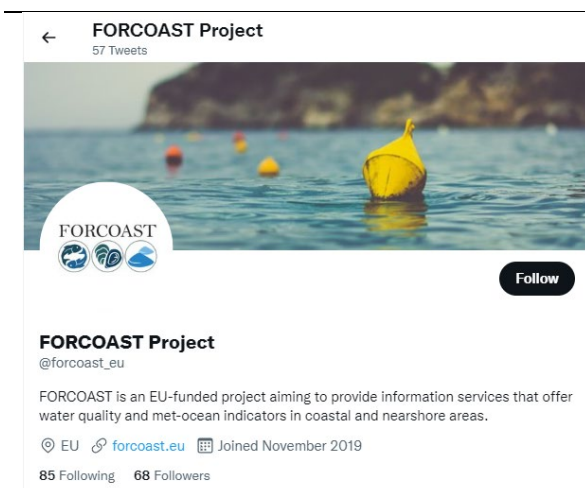 FORCOAST Project
57 Tweets
FORCOAST
Follow
FORCOAST Project
@forcoast_eu
FORCOAST is an EU-funded project aiming to provide information services that offer
water quality and met-ocean indicators in coastal and nearshore areas.
EU forcoast.eu Joined November 2019
85 Following 68 Followers